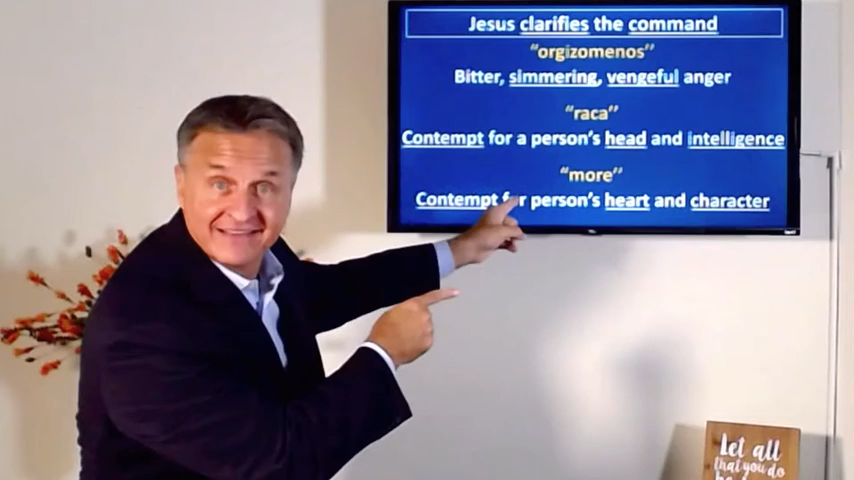 Jesus clarifies the command
“orgizomenos”
Bitter, simmering, vengeful anger
“raca”
Contempt for a person's head and intelligence
“more”
Contempt for person's heart and character
Let all
that you do